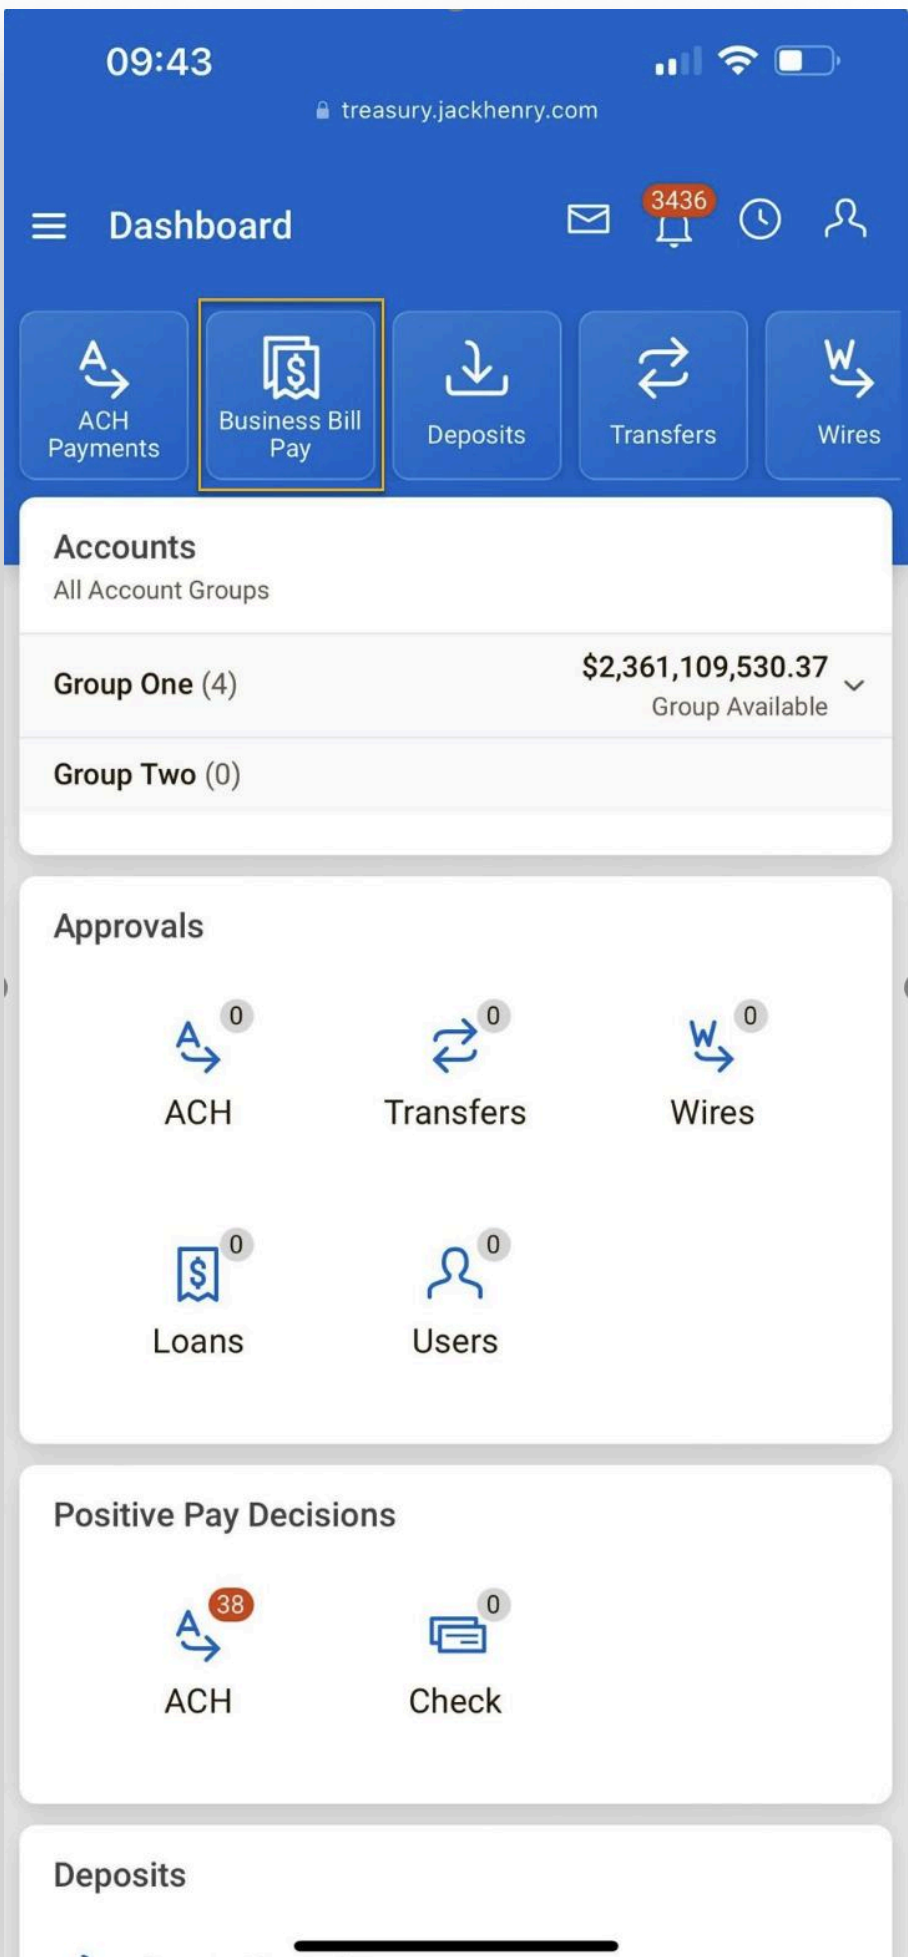 09:43
treasury.jackhenry.com
Dashboard
3436
ACH
Payments
Business Bill
Pay
Deposits
Transfers
Wires
Accounts
All Account Groups
Group One (4)
$2,361,109,530.37
Group Available
Group Two (0)
Approvals
0
ACH
0
Transfers
0
Wires
0
Loans
0
Users
Positive Pay Decisions
38
ACH
0
Check
Deposits